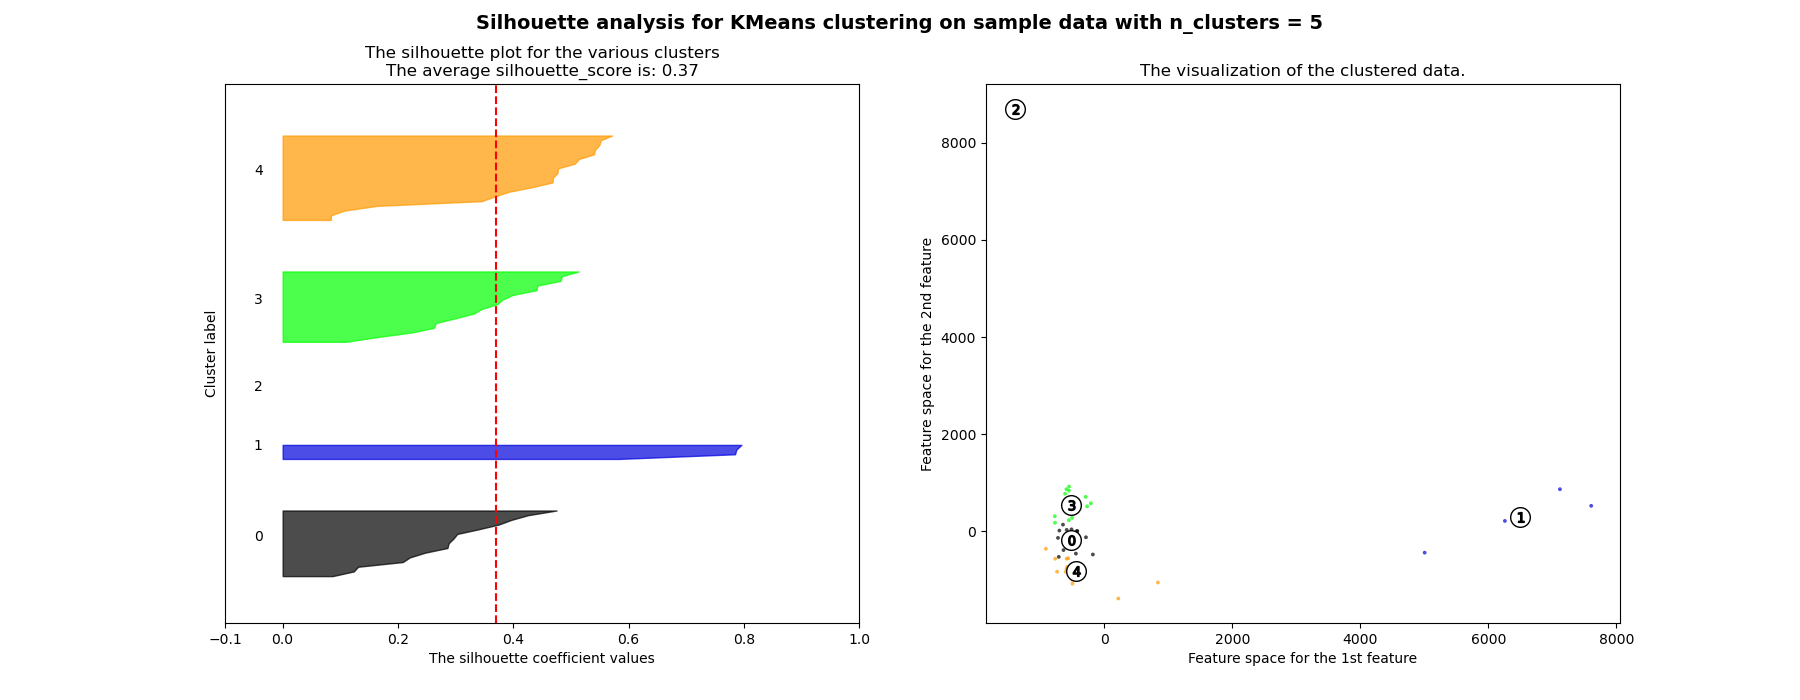 Silhouette analysis for KMeans clustering on sample data with n_clusters = 5
The silhouette plot for the various clusters
The average silhouette_score is: 0.37
Cluster label
4
3
2
1
0
−0.1 0.0 0.2 0.4 0.6 0.8 1.0
The silhouette coefficient values
The visualization of the clustered data.
Feature space for the 2nd feature
8000
6000
4000
2000
0
2
3
1
0
4
0 2000 4000 6000 8000
Feature space for the 1st feature